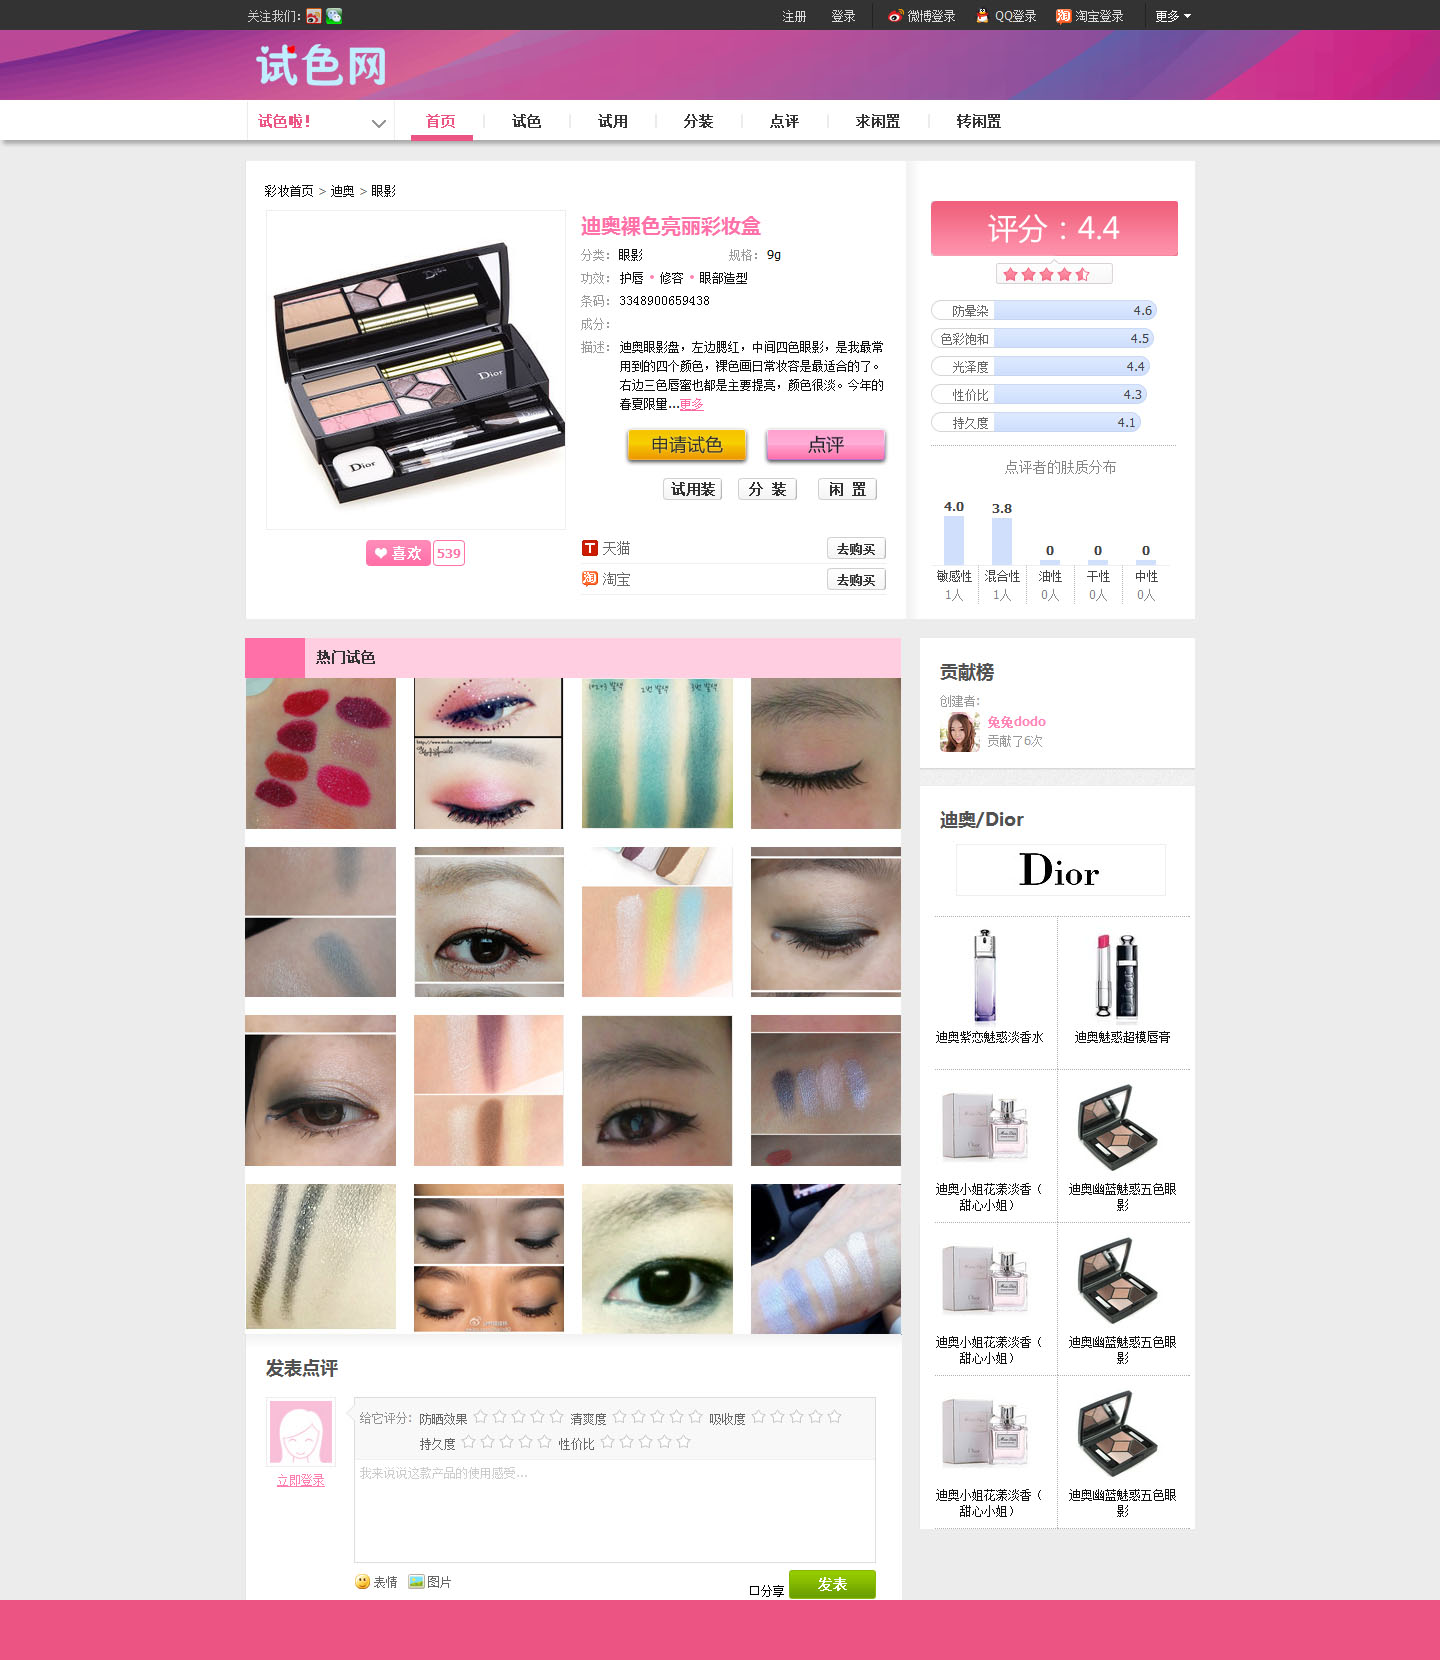 关注我们：
注册 登录 微博登录 QQ登录 淘宝登录 更多
试色网
试色啦！ 首页 试色 试用 分装 点评 求闲置 转闲置
彩妆首页 > 迪奥 > 眼影
迪奥裸色亮丽彩妆盒
分类： 眼影 规格： 9g
功效： 护唇 • 修容 • 眼部造型
条码： 3348900659438
成分：
描述： 迪奥眼影盘，左边腮红，中间四色眼影，是我最常
用到的四个颜色，裸色画日常妆容是最适合的了。
右边三色唇蜜也都是主要提亮，颜色很淡。今年的
春夏限量...更多
申请试色 点评
试用装 分 装 闲 置
天猫 去购买
淘宝 去购买
Dior
Dior
Dior
喜欢 539
评分：4.4
防晕染 4.6
色彩饱和 4.5
光泽度 4.4
性价比 4.3
持久度 4.1
点评者的肤质分布
4.0 3.8 0 0 0
敏感性 混合性 油性 干性 中性
1人 1人 0人 0人 0人
热门试色
贡献榜
创建者：
兔兔dodo
贡献了6次
迪奥/Dior
Dior
迪奥紫恋魅惑淡香水 迪奥魅惑超模唇膏
迪奥小姐花漾淡香（
甜心小姐）
迪奥幽蓝魅惑五色眼
影
迪奥小姐花漾淡香（
甜心小姐）
迪奥幽蓝魅惑五色眼
影
迪奥小姐花漾淡香（
甜心小姐）
迪奥幽蓝魅惑五色眼
影
发表点评
给它评分： 防晒效果 清爽度 吸收度
持久度 性价比
立即登录
我来说说这款产品的使用感受...
表情 图片
分享 发表